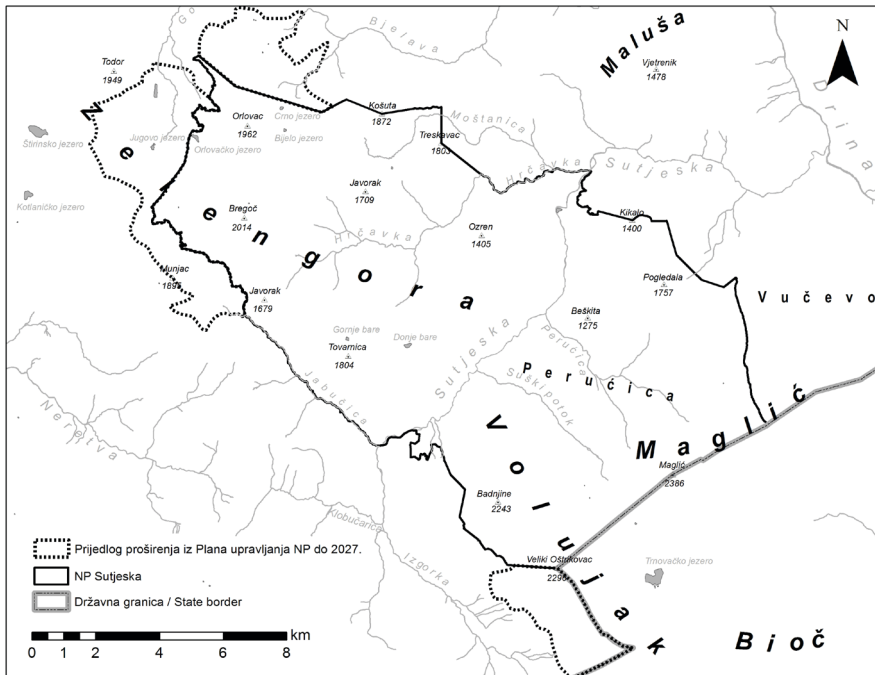 N
Go
Bjelava
Maluša
Todor
1949
Vjetrenik
1478
Drina
Zelengora
Košuta
1872
Crno jezero
Orlovac
1962
Moštanica
Štirinsko jezero
Jugovo jezero
Bijelo jezero
Treskavac
1803
Orlovačko jezero
Hrčavka
Sutjeska
Kotlaničko jezero
Javorak
1709
Bregoč
2014
Kikalo
1400
Hrčavka
Ozren
1405
Munjac
Pogledala
1757
Vučevo
Javorak
1679
Beškita
1275
Gornje bare
Donje bare
Sutjeska
Perućica
Tovarnica
1804
Perućica
Suški potok
Jabučica
Neretva
Volujak
Maglić
Maglić
2386
Badnjine
2243
Klobučarica
Izgorka
Veliki Oštrikovac
Trnovačko jezero
Bioč
Prijedlog proširenja iz Plana upravljanja NP do 2027.
NP Sutjeska
Državna granica / State border
km
0 1 2 4 6 8